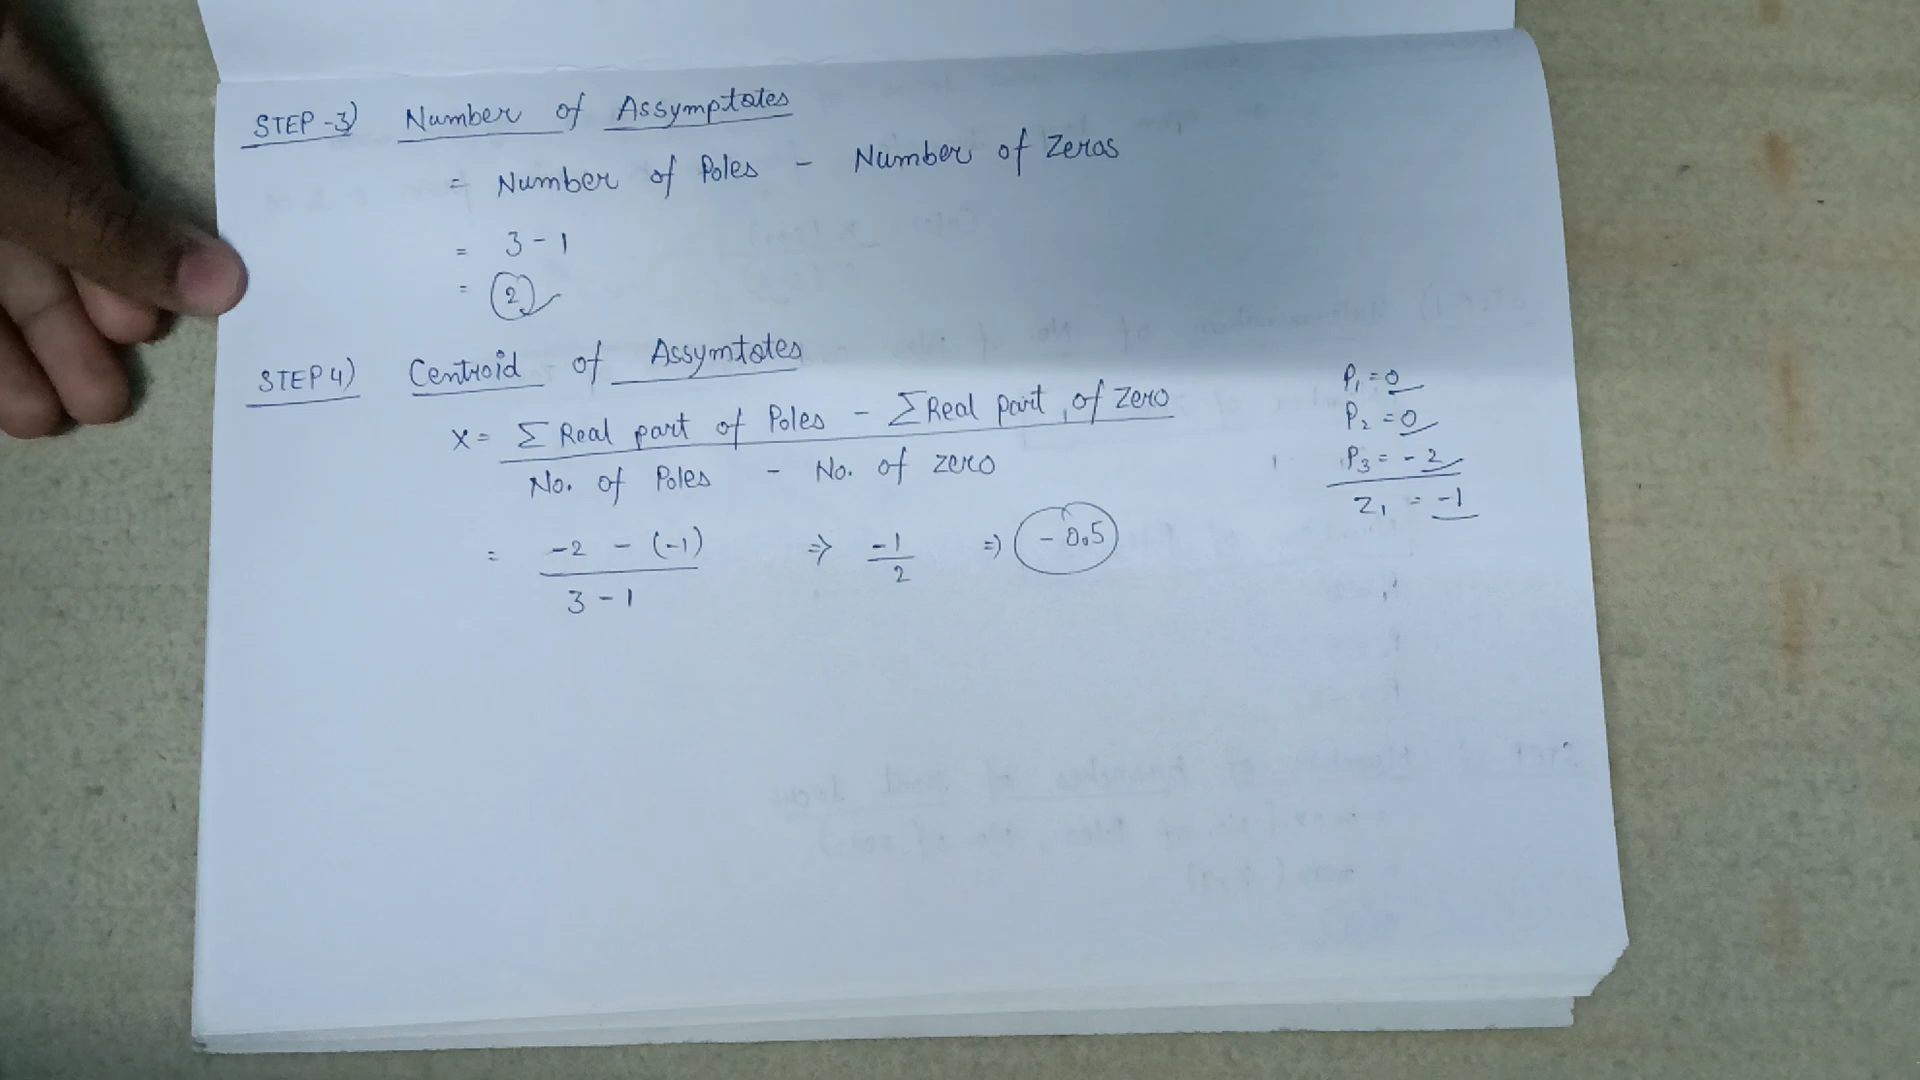 STEP-3) Number of Assymptotes
= Number of Poles - Number of Zeros
= 3-1
= 2
STEP 4) Centroid of Assymtotes
X = Σ Real part of Poles - Σ Real part of Zero
No. of Poles - No. of zero
= -2 - (-1) ⇒ -1 ⇒ -0.5
3-1 2
P₁ = 0
P₂ = 0
P₃ = -2
Z₁ = -1